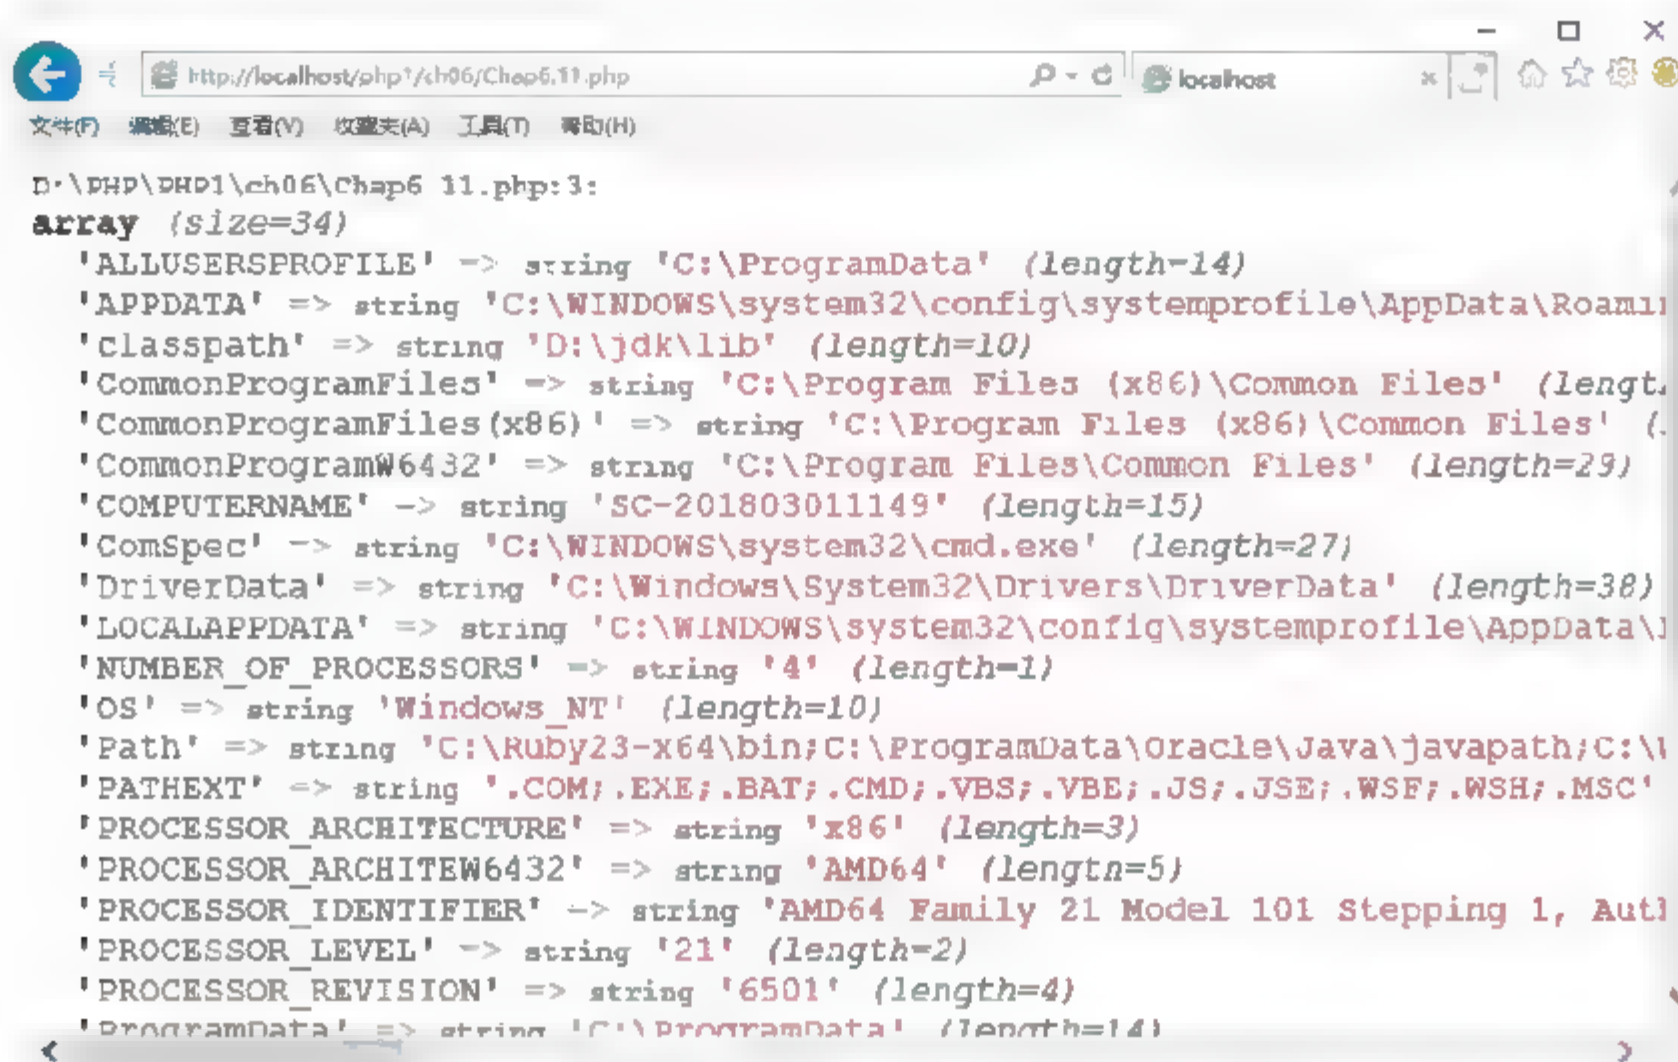 http://localhost/php1/ch06/Chap6.11.php
localhost
文件(F) 编辑(E) 查看(V) 收藏夹(A) 工具(T) 帮助(H)
D:\PHP\PHP1\ch06\Chap6 11.php:3:
array (size=34)
'ALLUSERSPROFILE' => string 'C:\ProgramData' (length=14)
'APPDATA' => string 'C:\WINDOWS\system32\config\systemprofile\AppData\Roami
'classpath' => string 'D:\jdk\lib' (length=10)
'CommonProgramFiles' => string 'C:\Program Files (x86)\Common Files' (lengt
'CommonProgramFiles(x86)' => string 'C:\Program Files (x86)\Common Files' (
'CommonProgramW6432' => string 'C:\Program Files\Common Files' (length=29)
'COMPUTERNAME' => string 'SC-201803011149' (length=15)
'ComSpec' => string 'C:\WINDOWS\system32\cmd.exe' (length=27)
'DriverData' => string 'C:\Windows\System32\Drivers\DriverData' (length=38)
'LOCALAPPDATA' => string 'C:\WINDOWS\system32\config\systemprofile\AppData\
'NUMBER_OF_PROCESSORS' => string '4' (length=1)
'OS' => string 'Windows_NT' (length=10)
'Path' => string 'C:\Ruby23-x64\bin;C:\ProgramData\Oracle\Java\javapath;C:\
'PATHEXT' => string '.COM;.EXE;.BAT;.CMD;.VBS;.VBE;.JS;.JSE;.WSF;.WSH;.MSC'
'PROCESSOR_ARCHITECTURE' => string 'x86' (length=3)
'PROCESSOR_ARCHITEW6432' => string 'AMD64' (length=5)
'PROCESSOR_IDENTIFIER' => string 'AMD64 Family 21 Model 101 Stepping 1, Aut
'PROCESSOR_LEVEL' => string '21' (length=2)
'PROCESSOR_REVISION' => string '6501' (length=4)
'ProgramData' => string 'C:\ProgramData' (length=14)